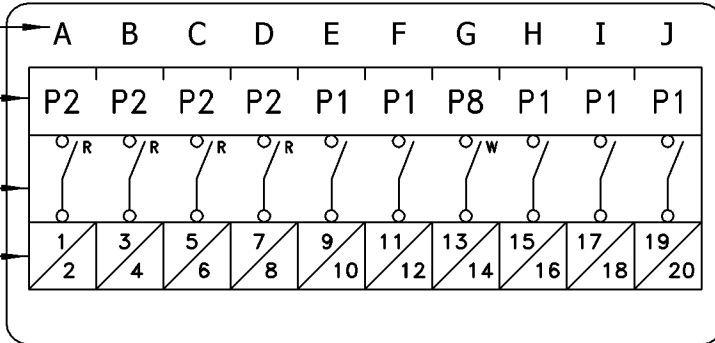 A B C D E F G H I J
P2 P2 P2 P2 P1 P1 P8 P1 P1 P1
R R R R W
1 3 5 7 9 11 13 15 17 19
2 4 6 8 10 12 14 16 18 20